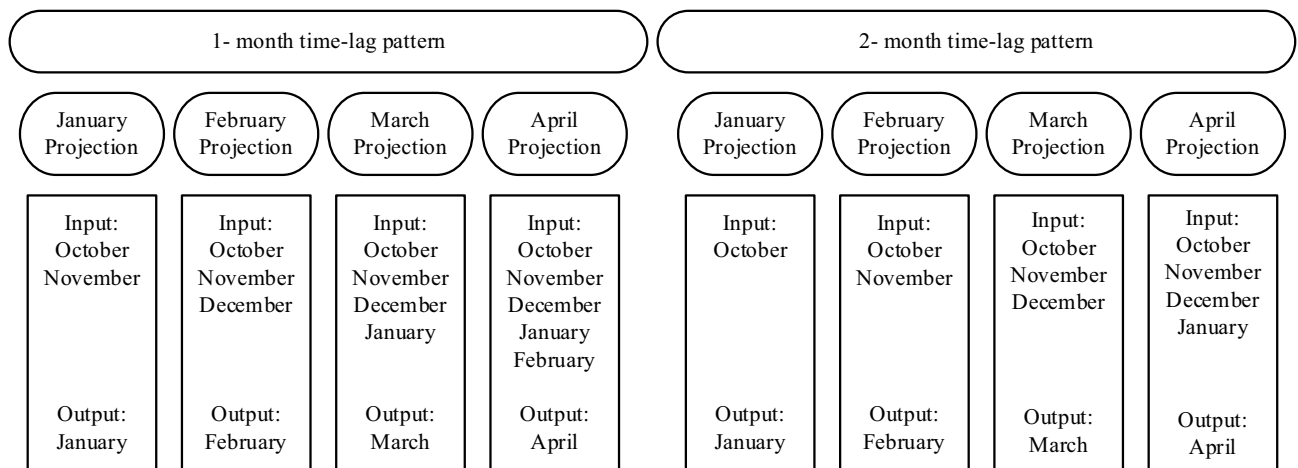 1- month time-lag pattern
2- month time-lag pattern
January
Projection
February
Projection
March
Projection
April
Projection
January
Projection
February
Projection
March
Projection
April
Projection
Input:
October
November
Output:
January
Input:
October
November
December
Output:
February
Input:
October
November
December
January
Output:
March
Input:
October
November
December
January
February
Output:
April
Input:
October
Output:
January
Input:
October
November
Output:
February
Input:
October
November
December
Output:
March
Input:
October
November
December
January
Output:
April